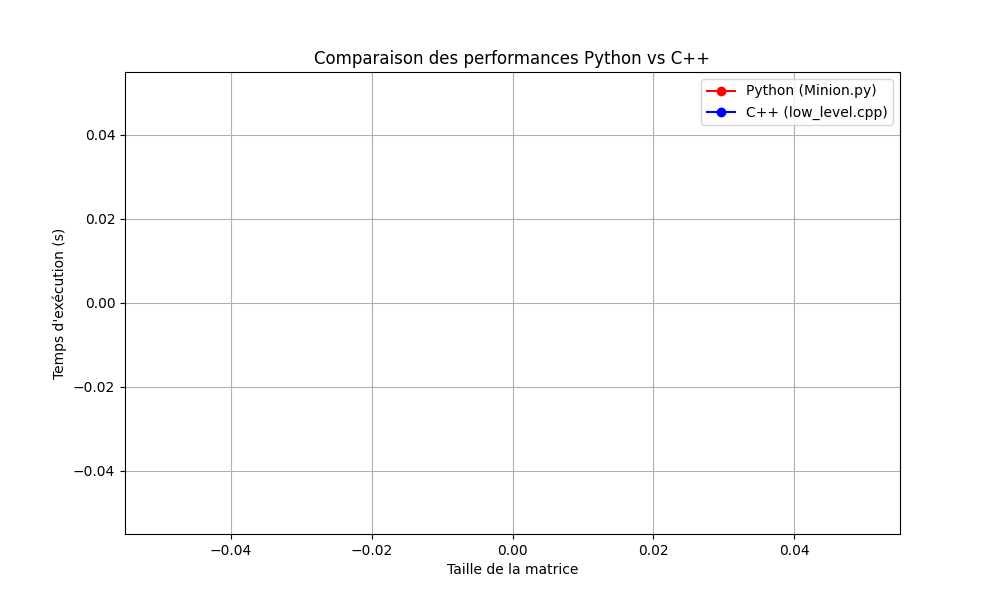 Comparaison des performances Python vs C++
Python (Minion.py)
C++ (low_level.cpp)
0.04
0.02
0.00
−0.02
−0.04
Temps d'exécution (s)
−0.04
−0.02
0.00
0.02
0.04
Taille de la matrice